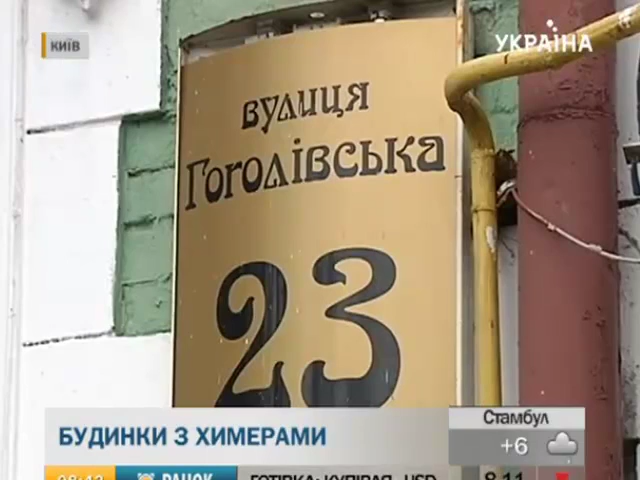 КИЇВ
УКРАЇНА
вулиця
Гоголівська
23
БУДИНКИ З ХИМЕРАМИ
Стамбул
+6
РАНОК
ГОТІВКА: КУПІВЛЯ USD
8.11